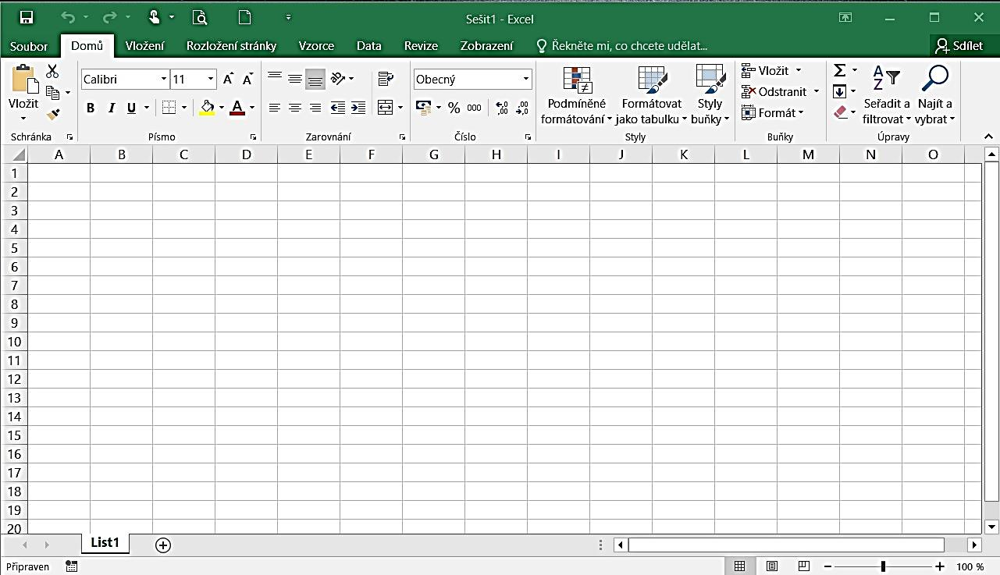 Sešit1 - Excel
Soubor Domů Vložení Rozložení stránky Vzorce Data Revize Zobrazení Řekněte mi, co chcete udělat... Sdílet
Vložit
Calibri 11
B I U A
Obecný
% 000
Podmíněné formátování
Formátovat jako tabulku
Styly buňky
Vložit
Odstranit
Formát
Seřadit a filtrovat
Najít a vybrat
Schránka Písmo Zarovnání Číslo Styly Buňky Úpravy
A B C D E F G H I J K L M N O
1
2
3
4
5
6
7
8
9
10
11
12
13
14
15
16
17
18
19
20
List1
Připraven 100 %